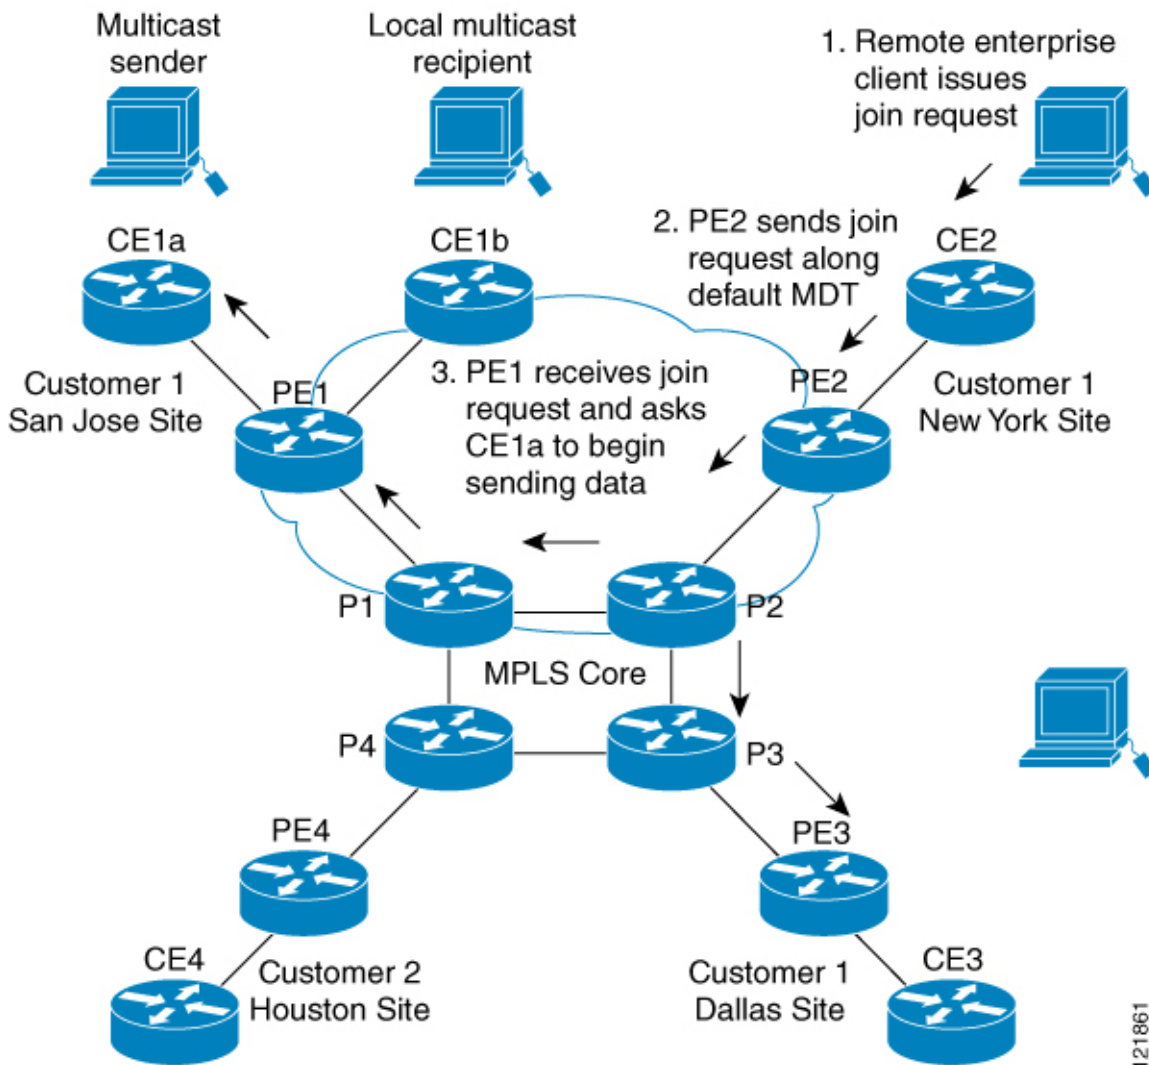 Multicast
sender
Local multicast
recipient
1. Remote enterprise
client issues
join request
CE1a
CE1b
2. PE2 sends join
request along
default MDT
CE2
Customer 1
San Jose Site
PE1
3. PE1 receives join
request and asks
CE1a to begin
sending data
PE2
Customer 1
New York Site
P1
P2
MPLS Core
P4
P3
PE4
PE3
CE4
Customer 2
Houston Site
Customer 1
Dallas Site
CE3
121861